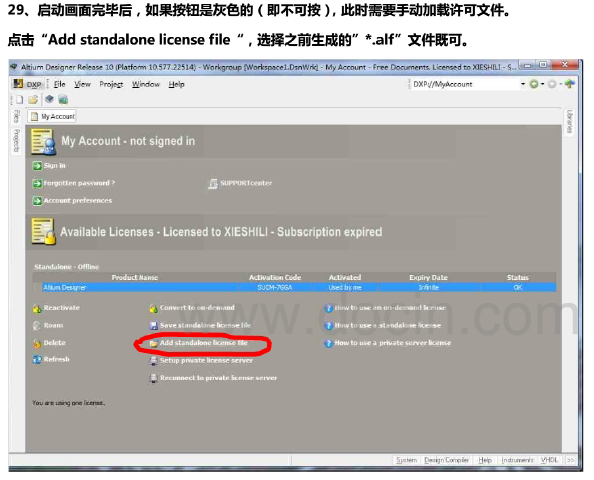 29、启动画面完毕后，如果按钮是灰色的（即不可按），此时需要手动加载许可文件。
点击“Add standalone license file “，选择之前生成的”*.alf”文件既可。
Altium Designer Release 10 (Platform 10.577.22514) - Workgroup [Workspace1.DsnWrk] - My Account - Free Documents. Licensed to XIESHILI - S...
DXP File View Project Window Help DXP://MyAccount
Files
Projects
My Account
Libraries
My Account - not signed in
Sign in
Forgotten password ? SUPPORTcenter
Account preferences
Available Licenses - Licensed to XIESHILI - Subscription expired
Standalone - Offline
Product Name Activation Code Activated Expiry Date Status
Altium Designer SUCM-7GGA Used by me Infinite OK
Reactivate Convert to on-demand How to use an on-demand license
Roam Save standalone license file How to use a standalone license
Delete Add standalone license file How to use a private server license
Refresh Setup private license server
Reconnect to private license server
You are using one license.
System Design Compiler Help Instruments VHDL >>